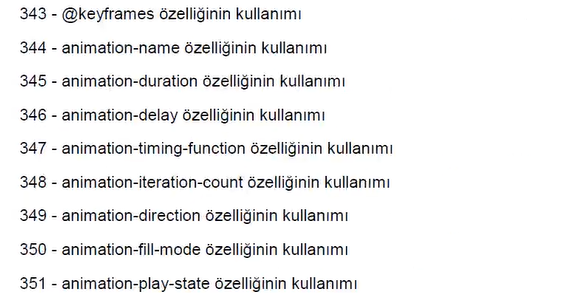 343 - @keyframes özelliğinin kullanımı
344 - animation-name özelliğinin kullanımı
345 - animation-duration özelliğinin kullanımı
346 - animation-delay özelliğinin kullanımı
347 - animation-timing-function özelliğinin kullanımı
348 - animation-iteration-count özelliğinin kullanımı
349 - animation-direction özelliğinin kullanımı
350 - animation-fill-mode özelliğinin kullanımı
351 - animation-play-state özelliğinin kullanımı